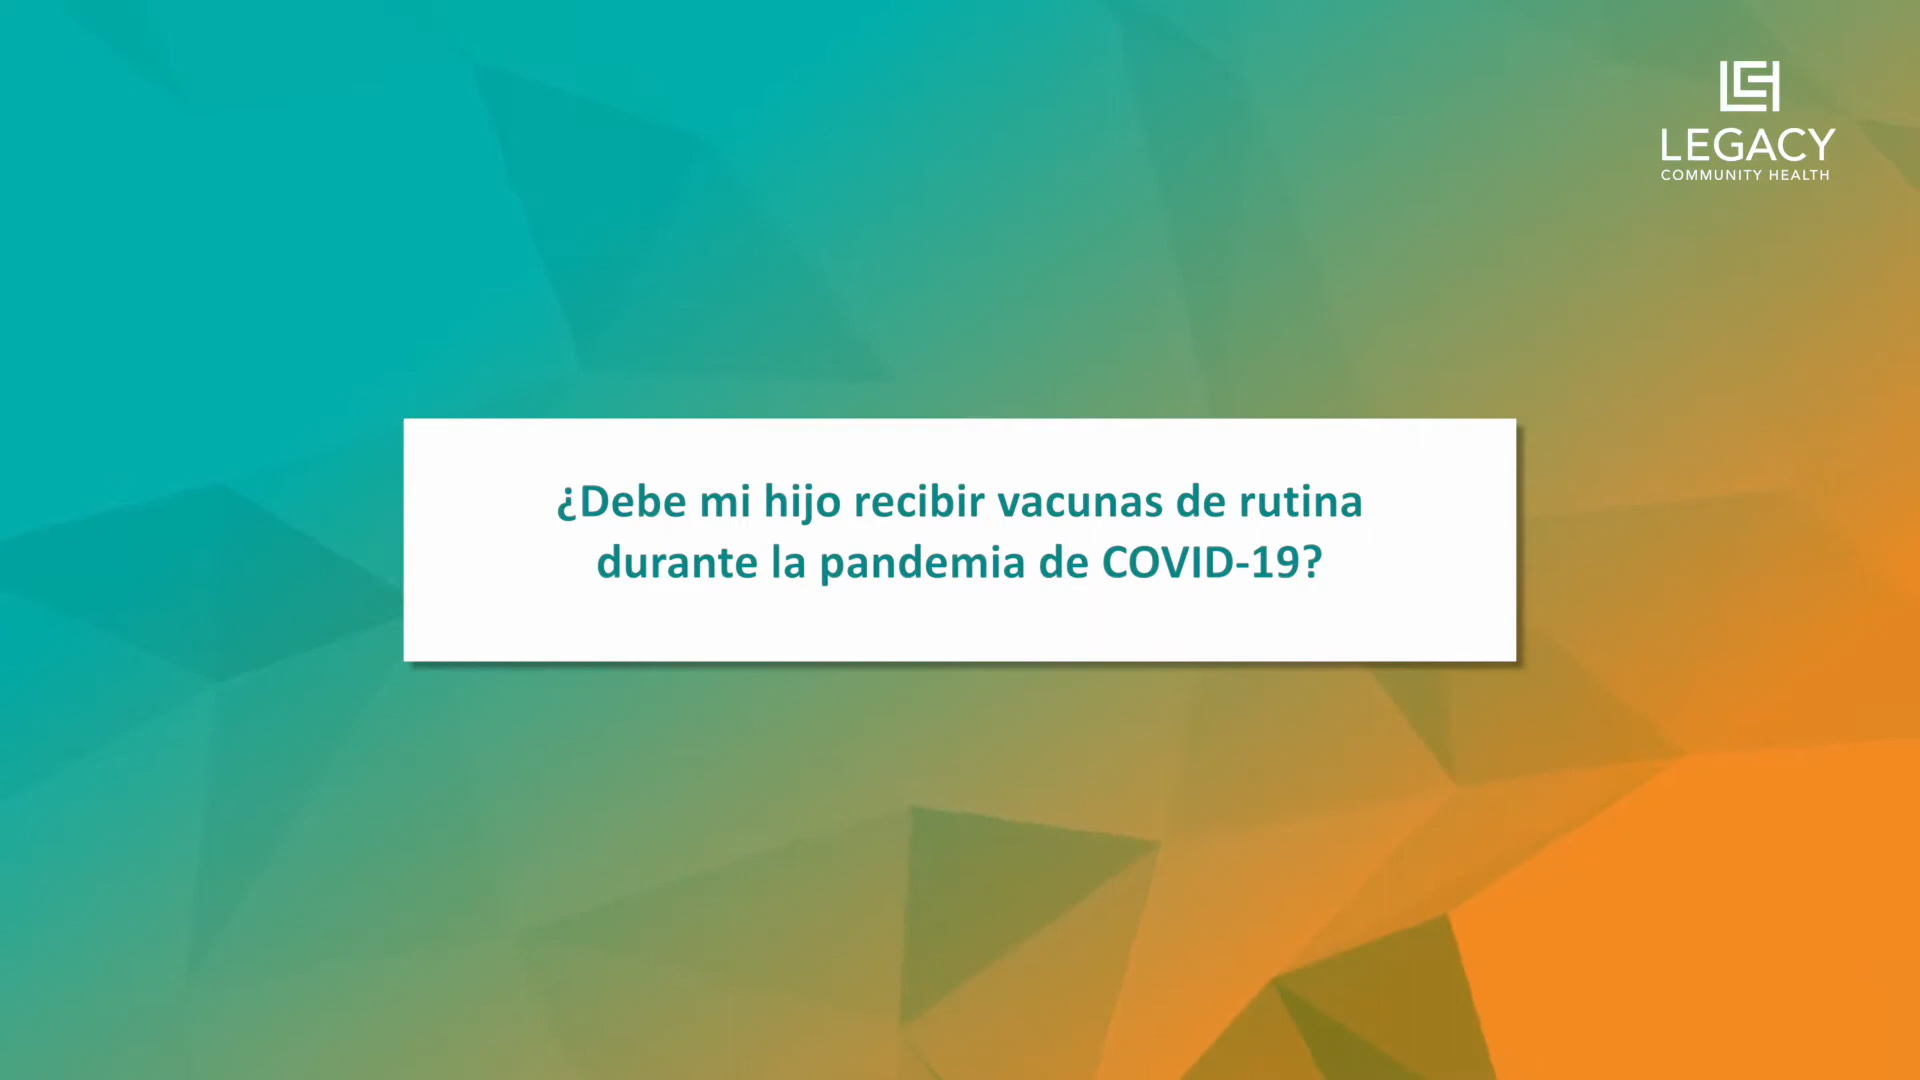 LEGACY
COMMUNITY HEALTH
¿Debe mi hijo recibir vacunas de rutina
durante la pandemia de COVID-19?